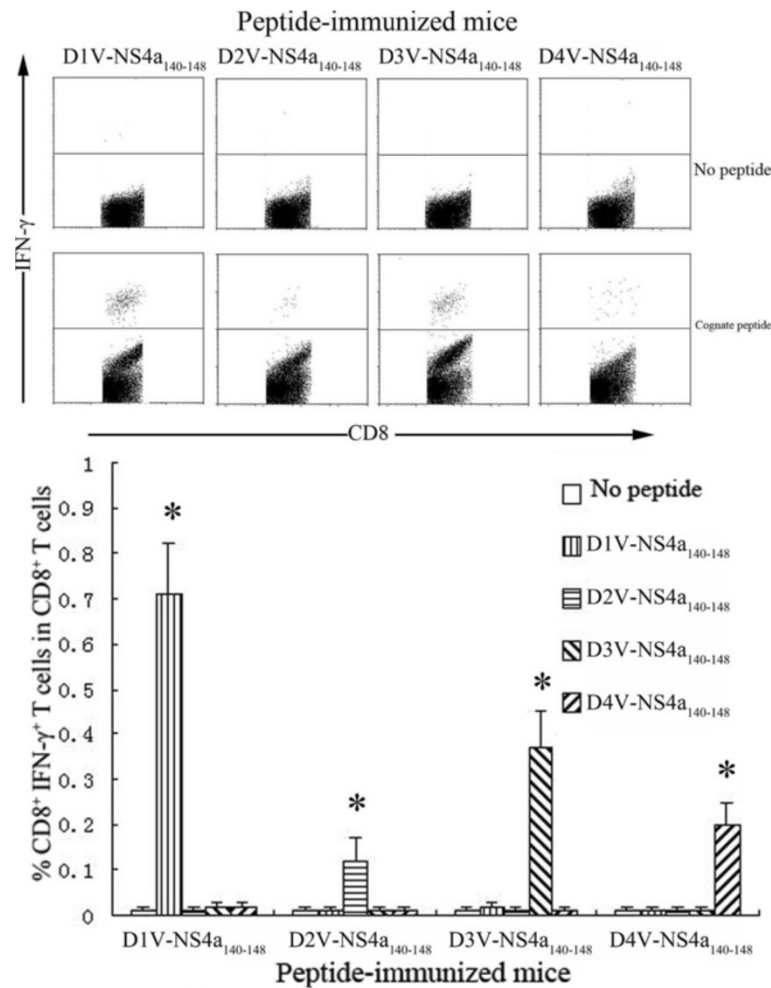 Peptide-immunized mice
D1V-NS4a140-148 D2V-NS4a140-148 D3V-NS4a140-148 D4V-NS4a140-148
No peptide
IFN-γ
Cognate peptide
CD8
% CD8+ IFN-γ+ T cells in CD8+ T cells
1
0.9
0.8
0.7
0.6
0.5
0.4
0.3
0.2
0.1
0
*
*
*
*
No peptide
D1V-NS4a140-148
D2V-NS4a140-148
D3V-NS4a140-148
D4V-NS4a140-148
D1V-NS4a140-148 D2V-NS4a140-148 D3V-NS4a140-148 D4V-NS4a140-148
Peptide-immunized mice